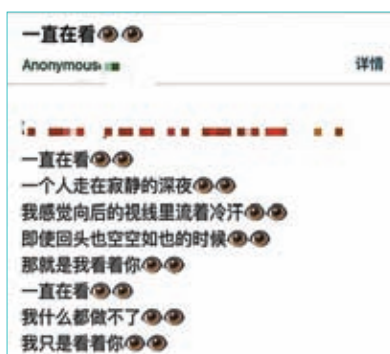 一直在看👁👁
Anonymous
详情
一直在看👁👁
一个人走在寂静的深夜👁👁
我感觉向后的视线里流着冷汗👁👁
即使回头也空空如也的时候👁👁
那就是我看着你👁👁
一直在看👁👁
我什么都做不了👁👁
我只是看着你👁👁